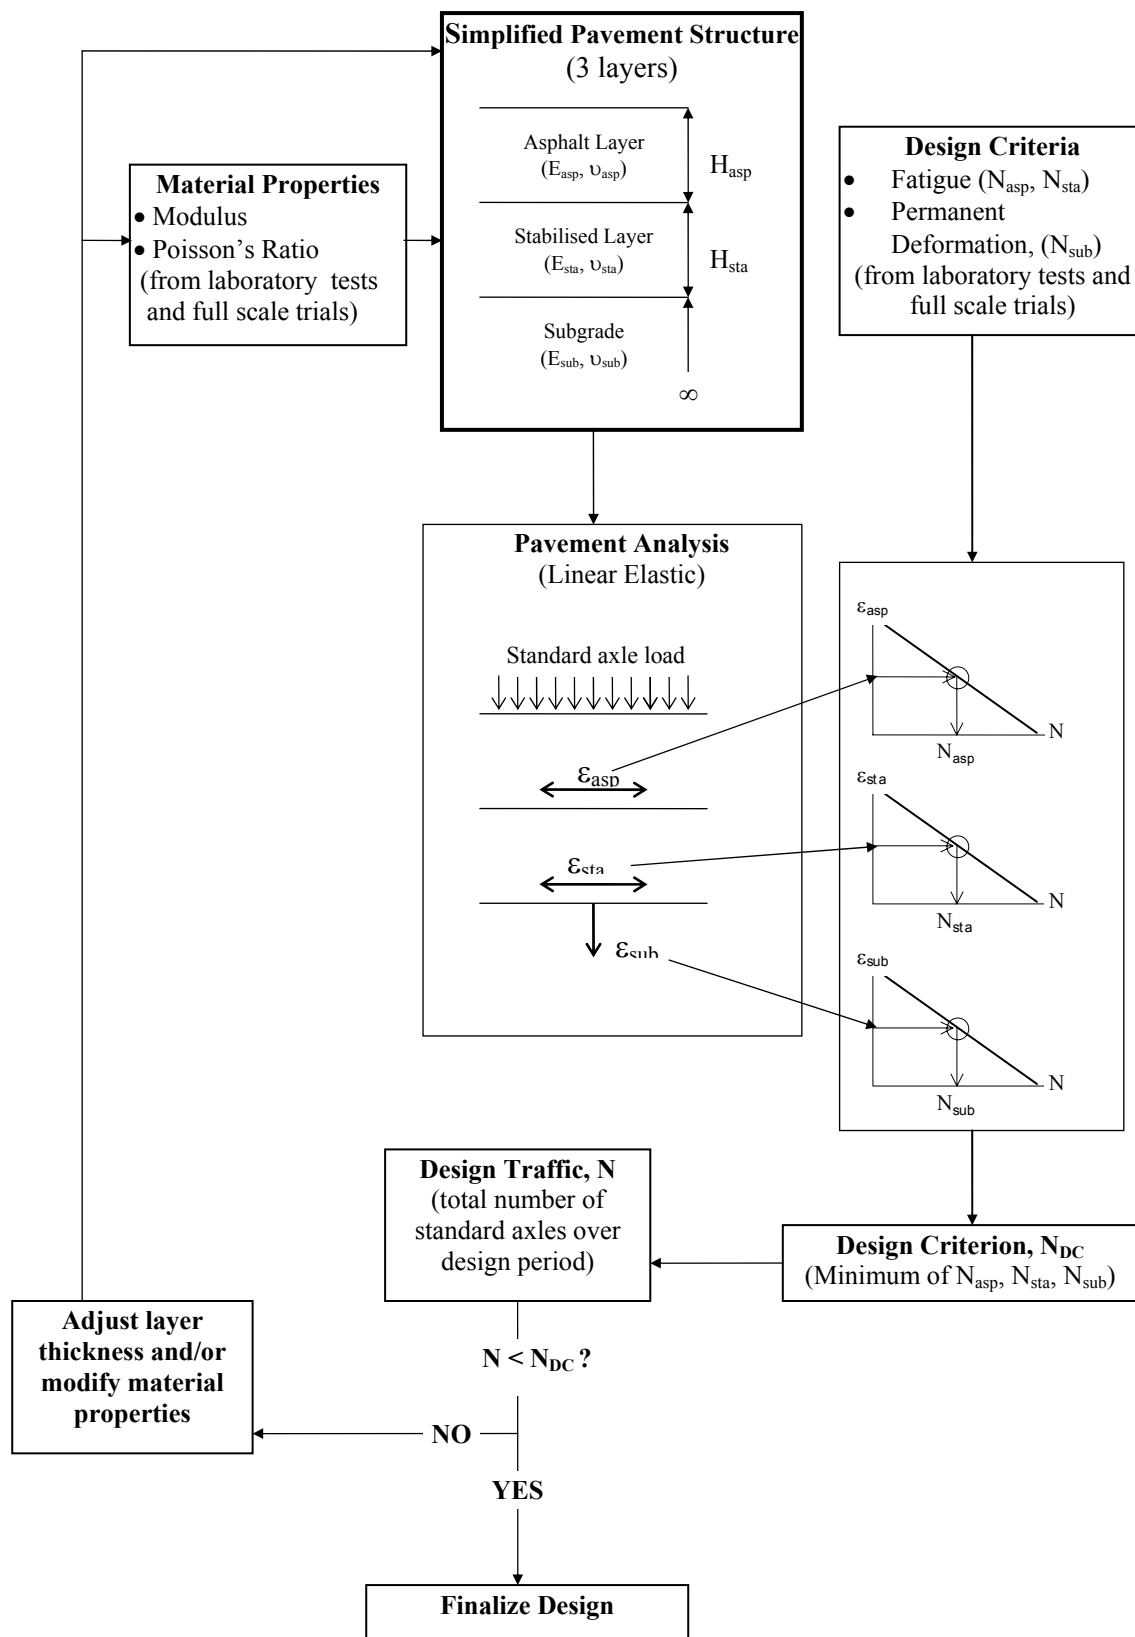 Simplified Pavement Structure
(3 layers)
Asphalt Layer
(E_asp, υ_asp)
H_asp
Stabilised Layer
(E_sta, υ_sta)
H_sta
Subgrade
(E_sub, υ_sub)
∞
Material Properties
• Modulus
• Poisson's Ratio
(from laboratory tests
and full scale trials)
Design Criteria
• Fatigue (N_asp, N_sta)
• Permanent
Deformation, (N_sub)
(from laboratory tests and
full scale trials)
Pavement Analysis
(Linear Elastic)
Standard axle load
ε_asp
ε_sta
ε_sub
ε_asp
N
N_asp
ε_sta
N
N_sta
ε_sub
N
N_sub
Design Traffic, N
(total number of
standard axles over
design period)
Design Criterion, N_DC
(Minimum of N_asp, N_sta, N_sub)
Adjust layer
thickness and/or
modify material
properties
N < N_DC ?
NO
YES
Finalize Design